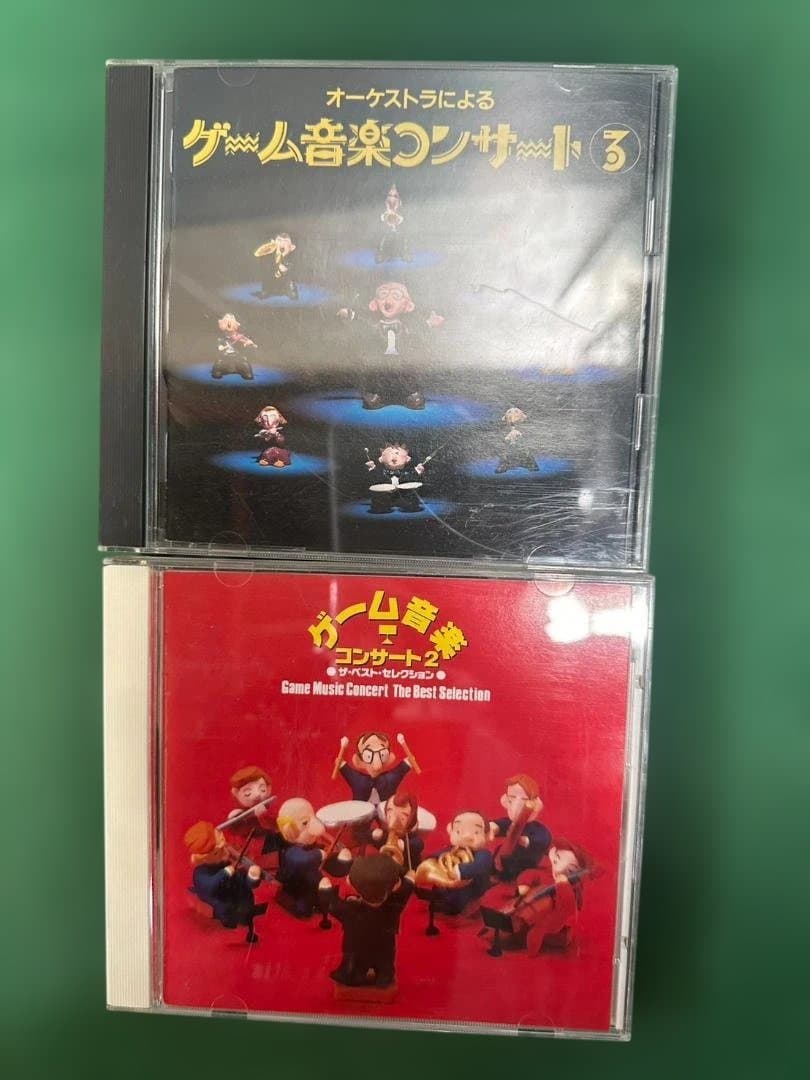 オーケストラによる
ゲーム音楽コンサート 3
ゲーム音楽
コンサート2
●ザ・ベスト・セレクション●
Game Music Concert The Best Selection